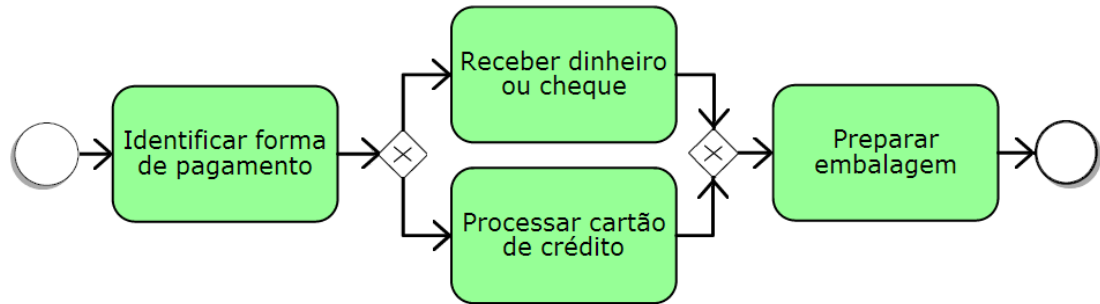 Identificar forma
de pagamento
Receber dinheiro
ou cheque
Processar cartão
de crédito
Preparar
embalagem